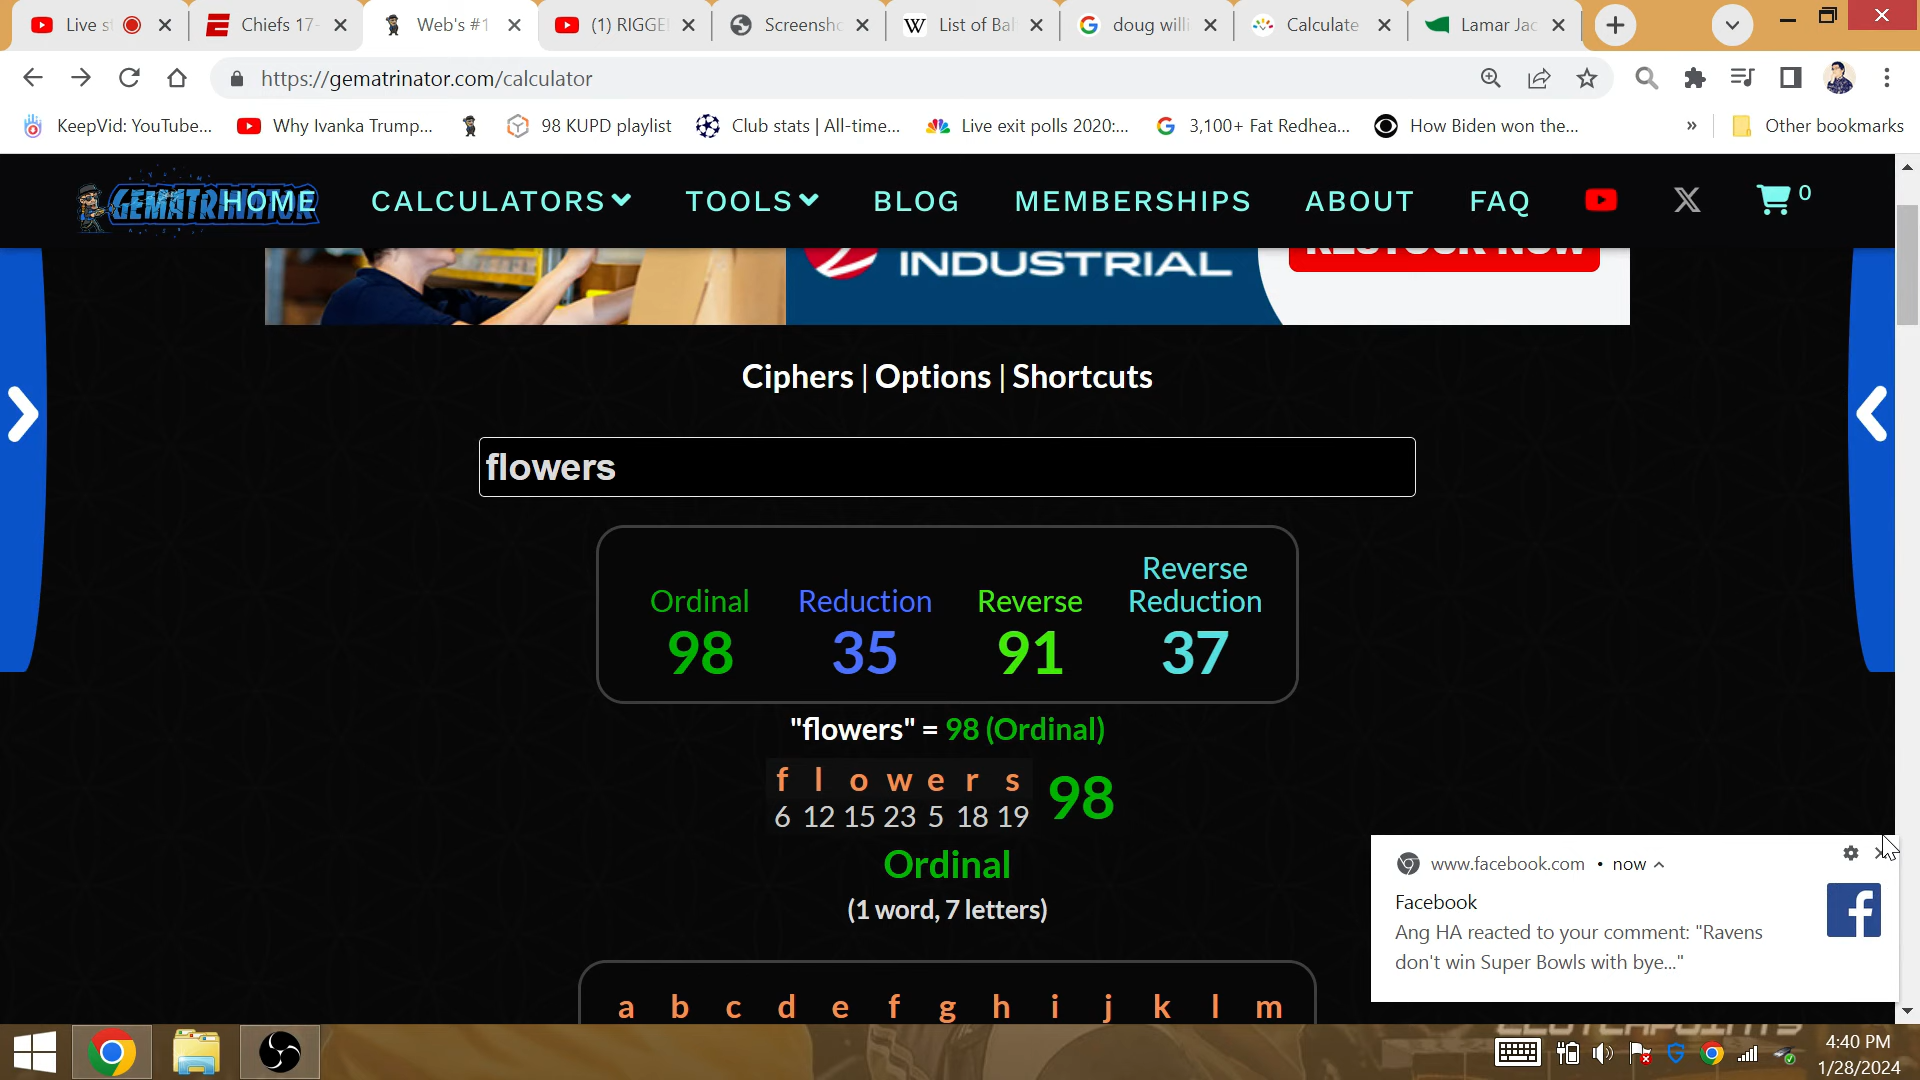 Live s
Chiefs 17-
Web's #1
(1) RIGGE
Screensho
List of Bal
doug willi
Calculate
Lamar Jac
https://gematrinator.com/calculator
KeepVid: YouTube...
Why Ivanka Trump...
98 KUPD playlist
Club stats | All-time...
Live exit polls 2020:...
3,100+ Fat Redhea...
How Biden won the...
»
Other bookmarks
GEMATRINATOR
HOME
CALCULATORS
TOOLS
BLOG
MEMBERSHIPS
ABOUT
FAQ
0
INDUSTRIAL
RESTOCK NOW
Ciphers | Options | Shortcuts
flowers
Ordinal
98
Reduction
35
Reverse
91
Reverse
Reduction
37
"flowers" = 98 (Ordinal)
f l o w e r s
6 12 15 23 5 18 19
98
Ordinal
(1 word, 7 letters)
a b c d e f g h i j k l m
www.facebook.com • now
Facebook
Ang HA reacted to your comment: "Ravens
don't win Super Bowls with bye..."
CLUTCHPOINTS
4:40 PM
1/28/2024